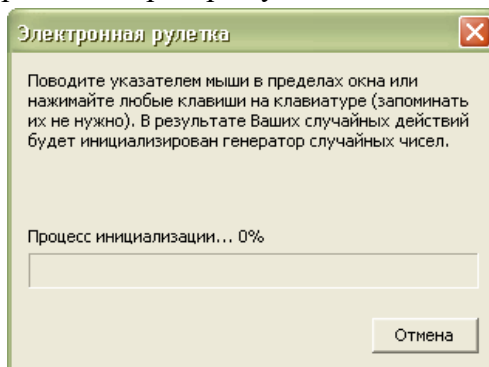 Электронная рулетка
Поводите указателем мыши в пределах окна или
нажимайте любые клавиши на клавиатуре (запоминать
их не нужно). В результате Ваших случайных действий
будет инициализирован генератор случайных чисел.
Процесс инициализации... 0%
Отмена